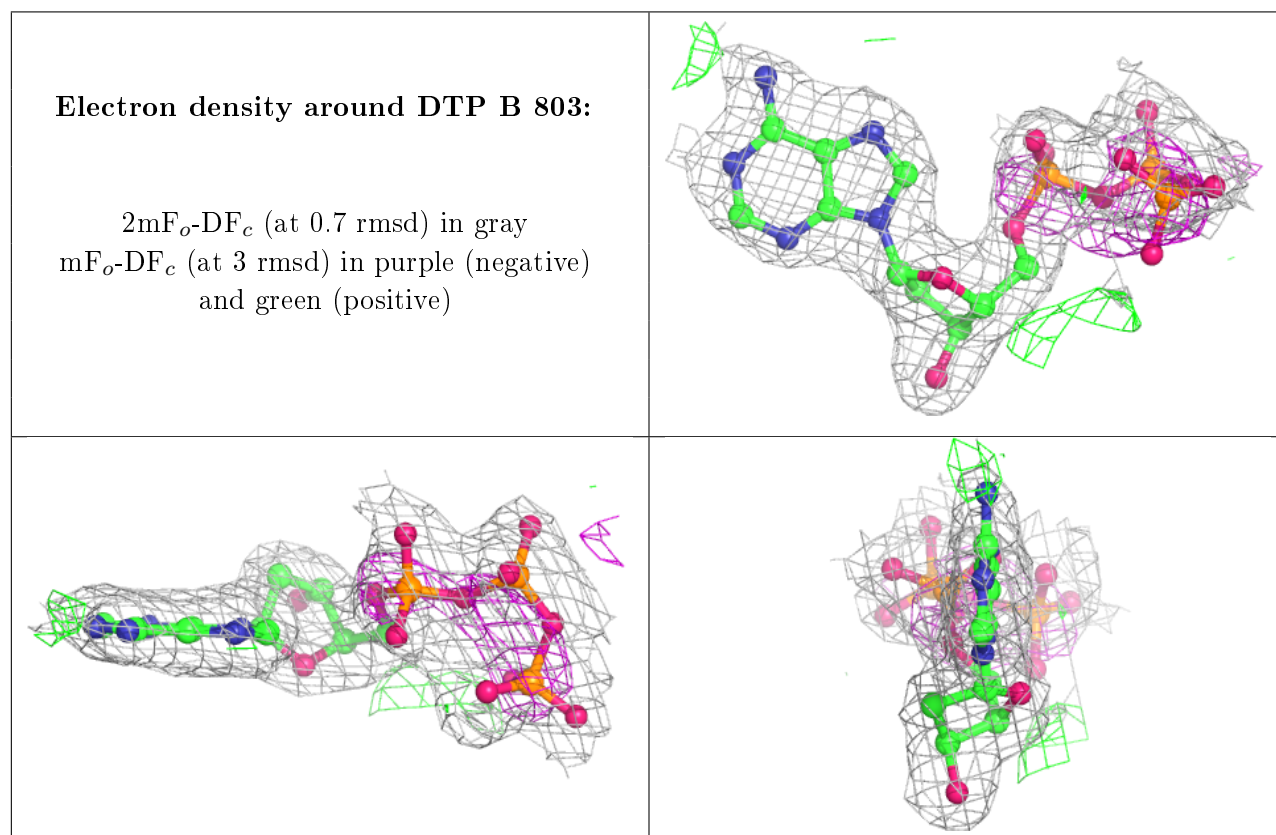 Electron density around DTP B 803:
2mFo-DFc (at 0.7 rmsd) in gray
mFo-DFc (at 3 rmsd) in purple (negative)
and green (positive)